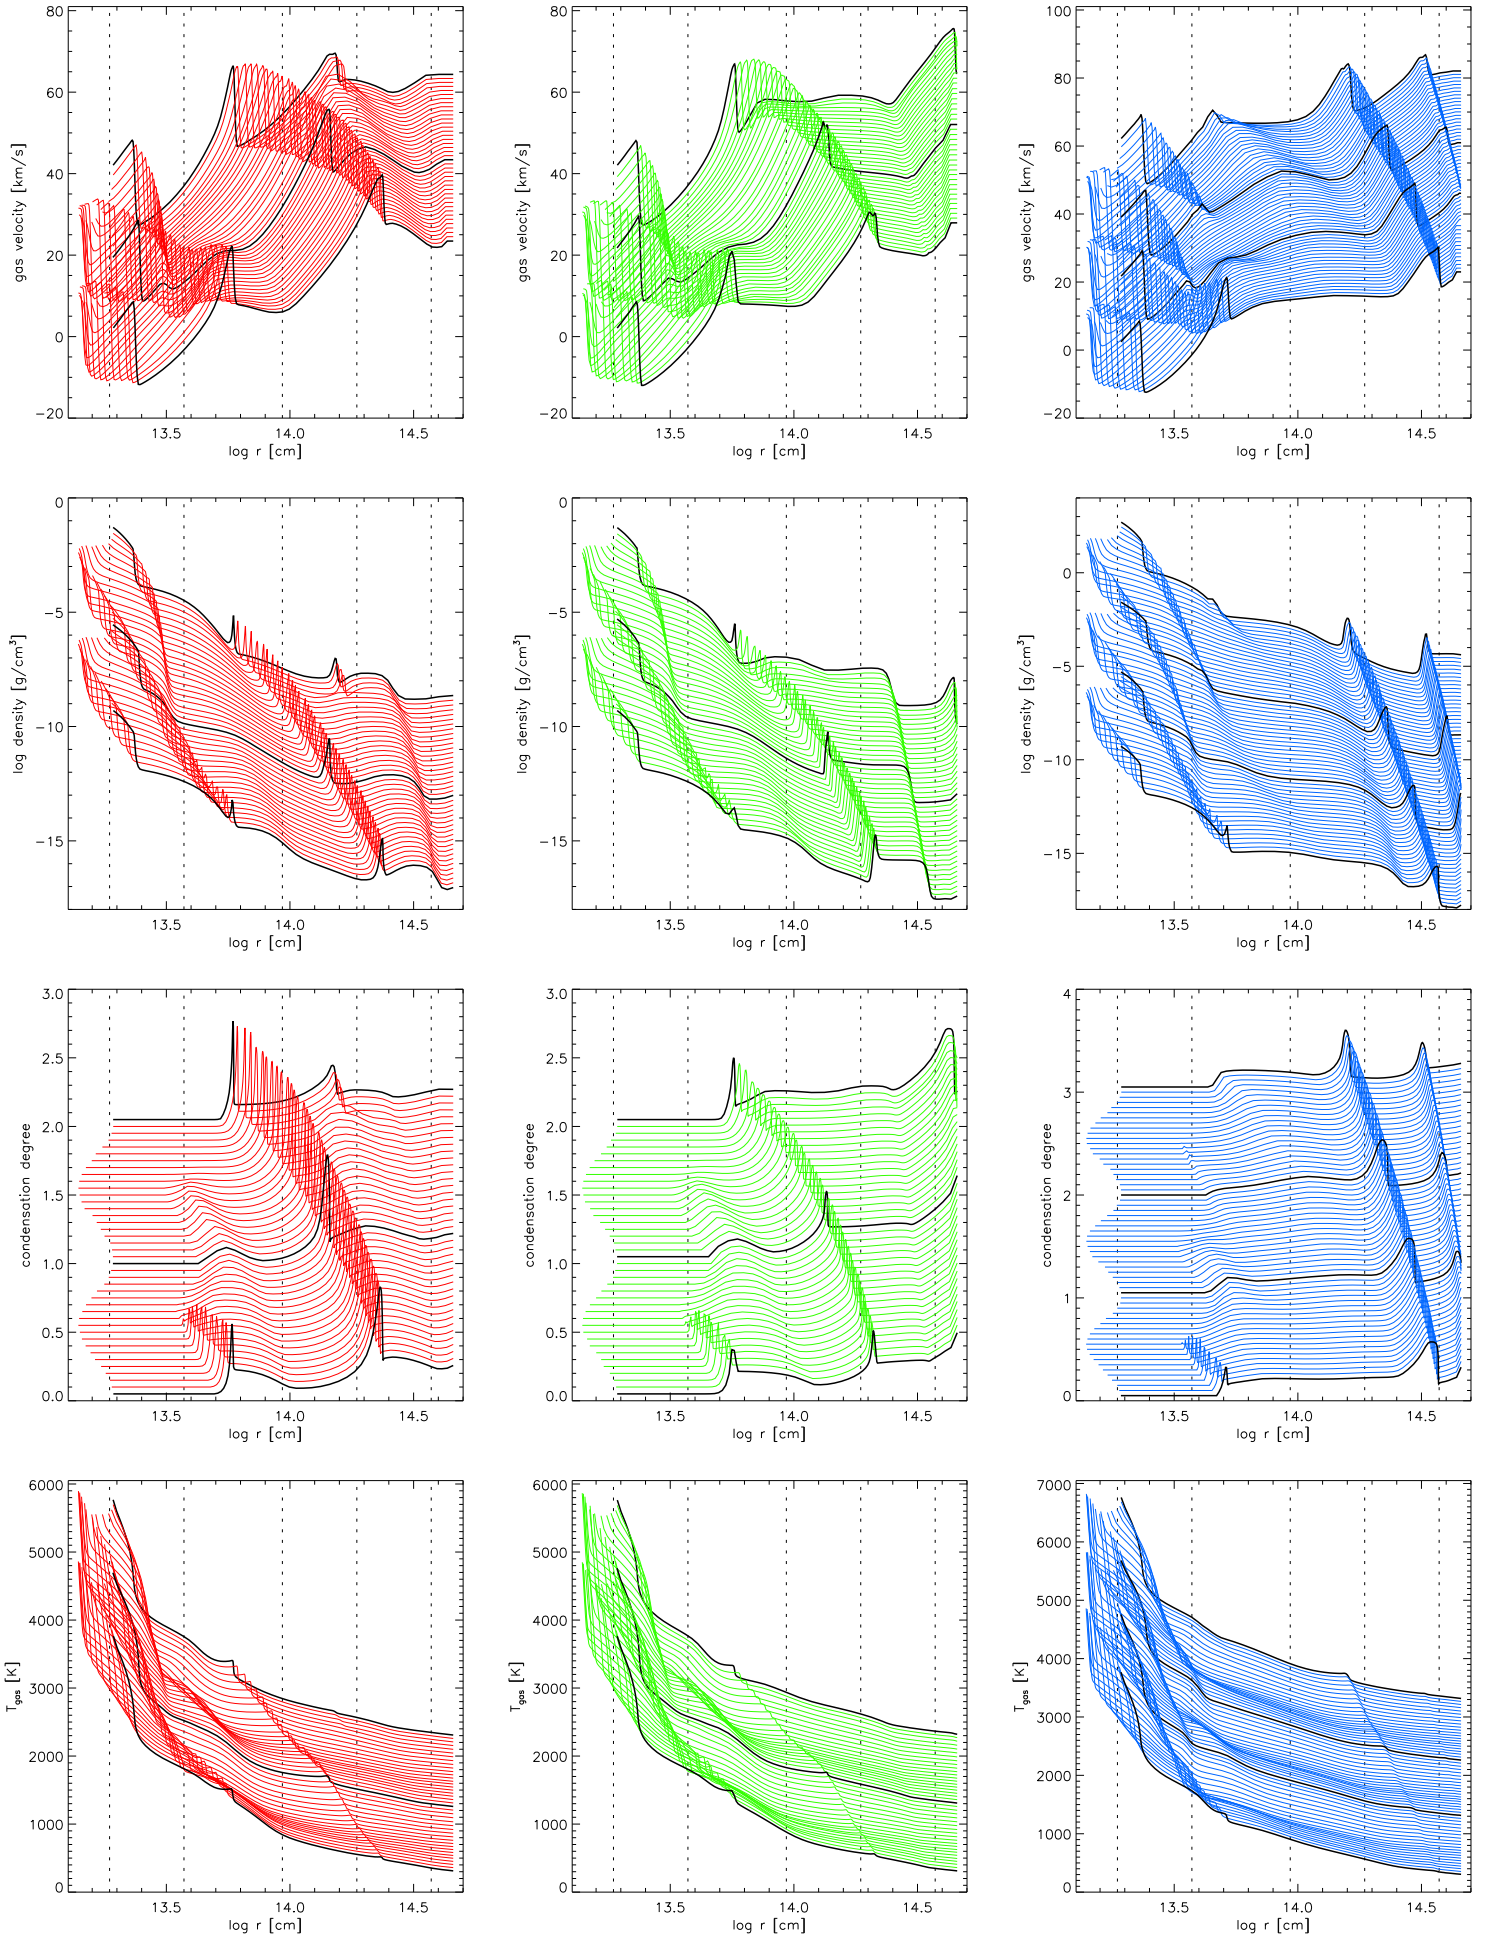 80 80 100
60 60 80
40 40 60
20 20 40
0 0 20
0
−20 −20 −20
gas velocity [km/s] gas velocity [km/s] gas velocity [km/s]
13.5 14.0 14.5 13.5 14.0 14.5 13.5 14.0 14.5
log r [cm] log r [cm] log r [cm]
0 0
0
−5 −5
−5
−10 −10
−10
−15 −15 −15
log density [g/cm³] log density [g/cm³] log density [g/cm³]
13.5 14.0 14.5 13.5 14.0 14.5 13.5 14.0 14.5
log r [cm] log r [cm] log r [cm]
3.0 3.0 4
2.5 2.5
2.0 2.0 3
1.5 1.5 2
1.0 1.0 1
0.5 0.5
0.0 0.0 0
condensation degree condensation degree condensation degree
13.5 14.0 14.5 13.5 14.0 14.5 13.5 14.0 14.5
log r [cm] log r [cm] log r [cm]
6000 6000 7000
6000
5000 5000 5000
4000 4000 4000
3000 3000 3000
2000 2000 2000
1000 1000 1000
0 0 0
Tgas [K] Tgas [K] Tgas [K]
13.5 14.0 14.5 13.5 14.0 14.5 13.5 14.0 14.5
log r [cm] log r [cm] log r [cm]